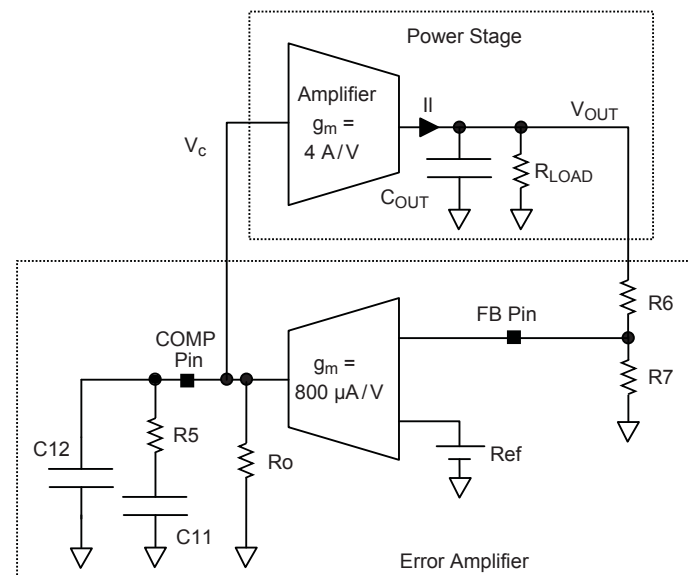 Power Stage
Amplifier
gm =
4 A/V
II
VOUT
Vc
COUT
RLOAD
R6
FB Pin
COMP
Pin
gm =
800 µA/V
R7
R5
C12
Ro
Ref
C11
Error Amplifier